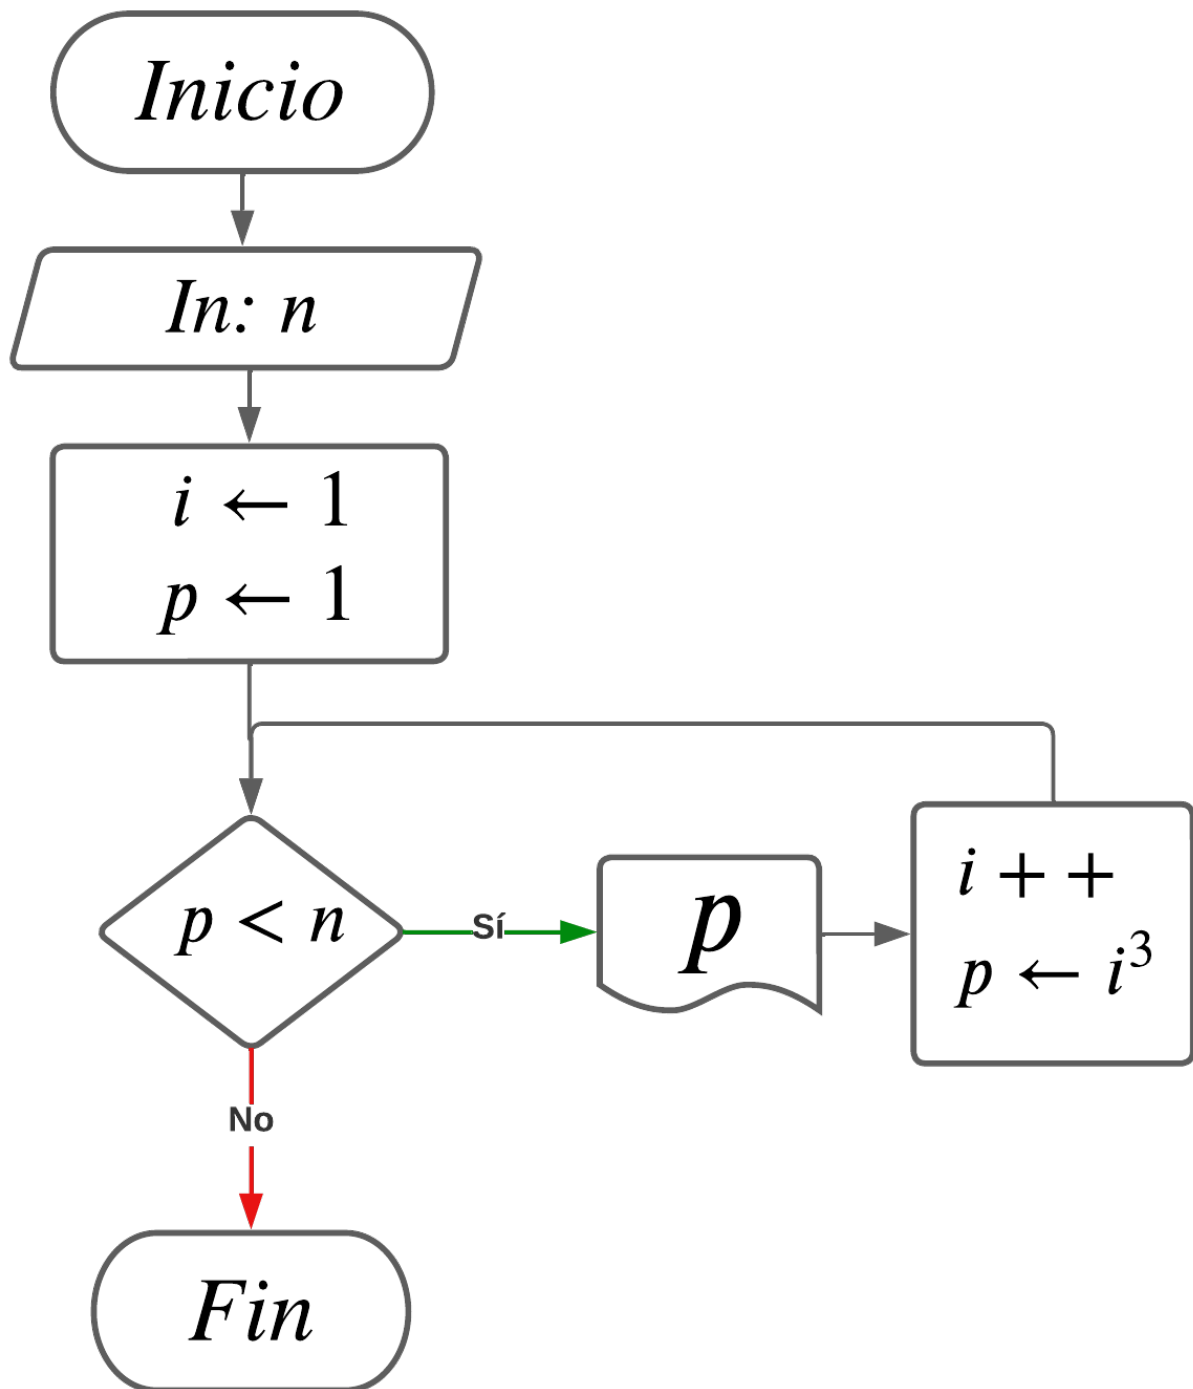 Inicio
In: n
i ← 1
p ← 1
p < n
Sí
p
i + +
p ← i³
No
Fin